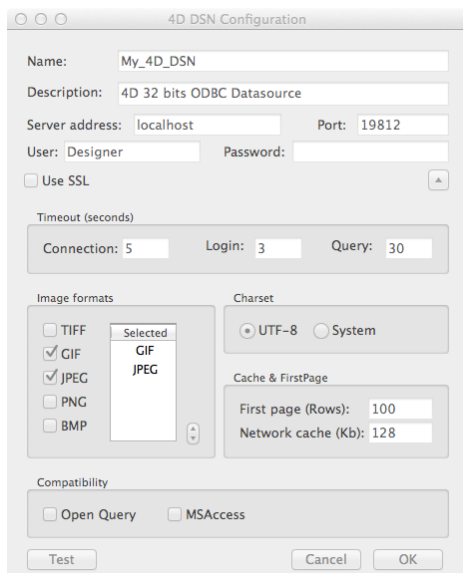 4D DSN Configuration
Name: My_4D_DSN
Description: 4D 32 bits ODBC Datasource
Server address: localhost Port: 19812
User: Designer Password:
Use SSL
Timeout (seconds)
Connection: 5 Login: 3 Query: 30
Image formats
TIFF
GIF
JPEG
PNG
BMP
Selected
GIF
JPEG
Charset
UTF-8 System
Cache & FirstPage
First page (Rows): 100
Network cache (Kb): 128
Compatibility
Open Query MSAccess
Test Cancel OK